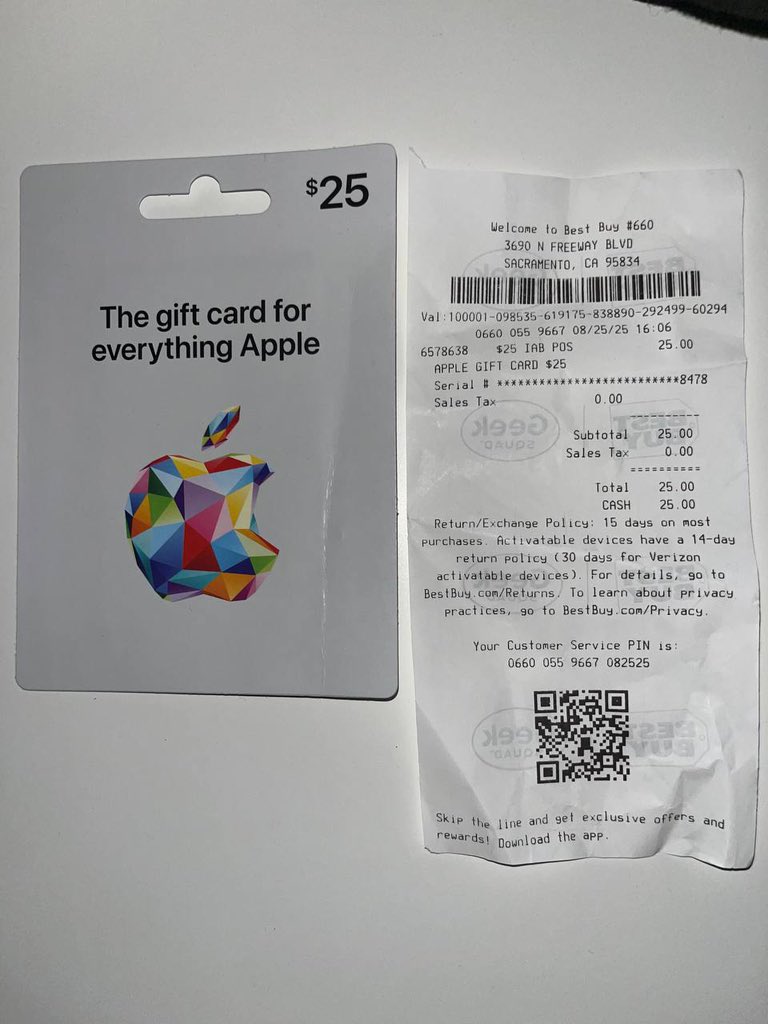 $25
The gift card for
everything Apple
Welcome to Best Buy #660
3690 N FREEWAY BLVD
SACRAMENTO, CA 95834
Val:100001-098535-619175-838890-292499-60294
0660 055 9667 08/25/25 16:06
6578638 $25 IAB POS 25.00
APPLE GIFT CARD $25
Serial # **************************8478
Sales Tax 0.00
----------
Subtotal 25.00
Sales Tax 0.00
==========
Total 25.00
CASH 25.00
Return/Exchange Policy: 15 days on most
purchases. Activatable devices have a 14-day
return policy (30 days for Verizon
activatable devices). For details, go to
BestBuy.com/Returns. To learn about privacy
practices, go to BestBuy.com/Privacy.
Your Customer Service PIN is:
0660 055 9667 082525
Skip the line and get exclusive offers and
rewards! Download the app.
BEST BUY
Geek SQUAD